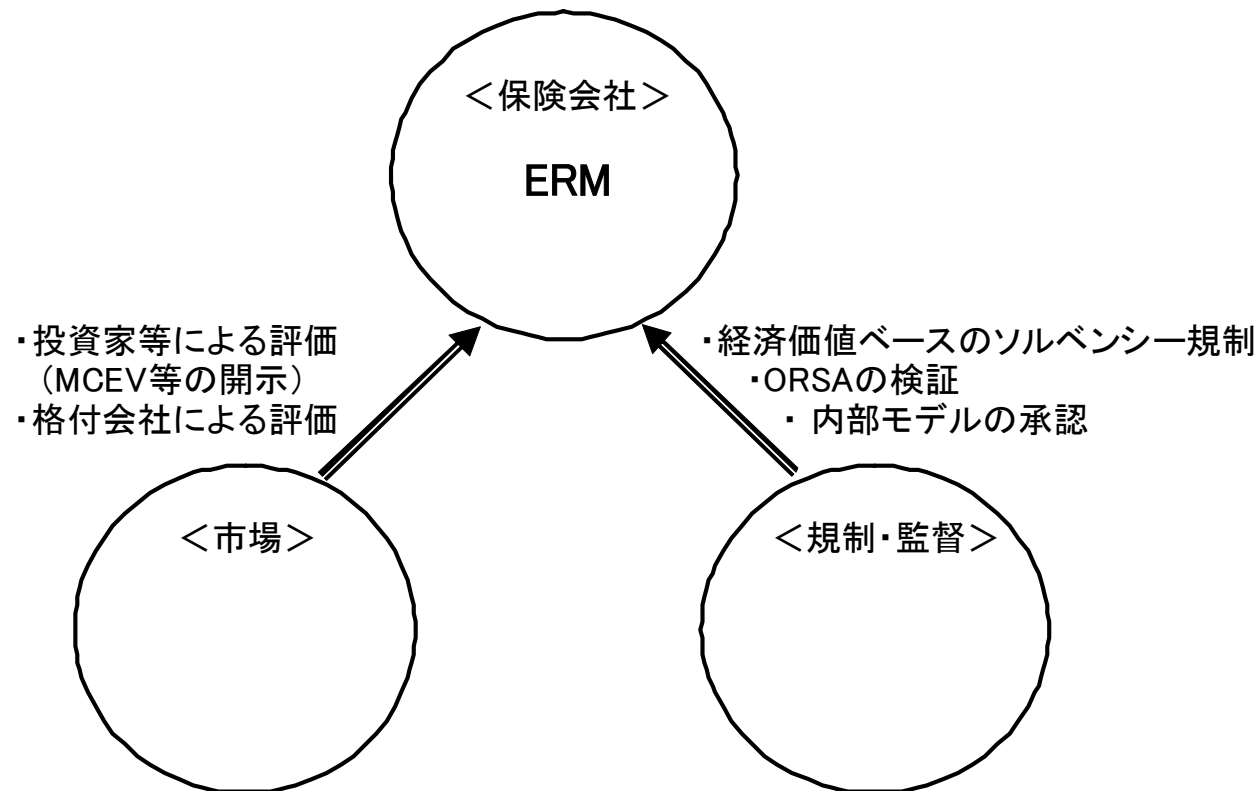 ＜保険会社＞
ERM
・投資家等による評価
（MCEV等の開示）
・格付会社による評価
・経済価値ベースのソルベンシー規制
・ORSAの検証
・ 内部モデルの承認
＜市場＞
＜規制・監督＞